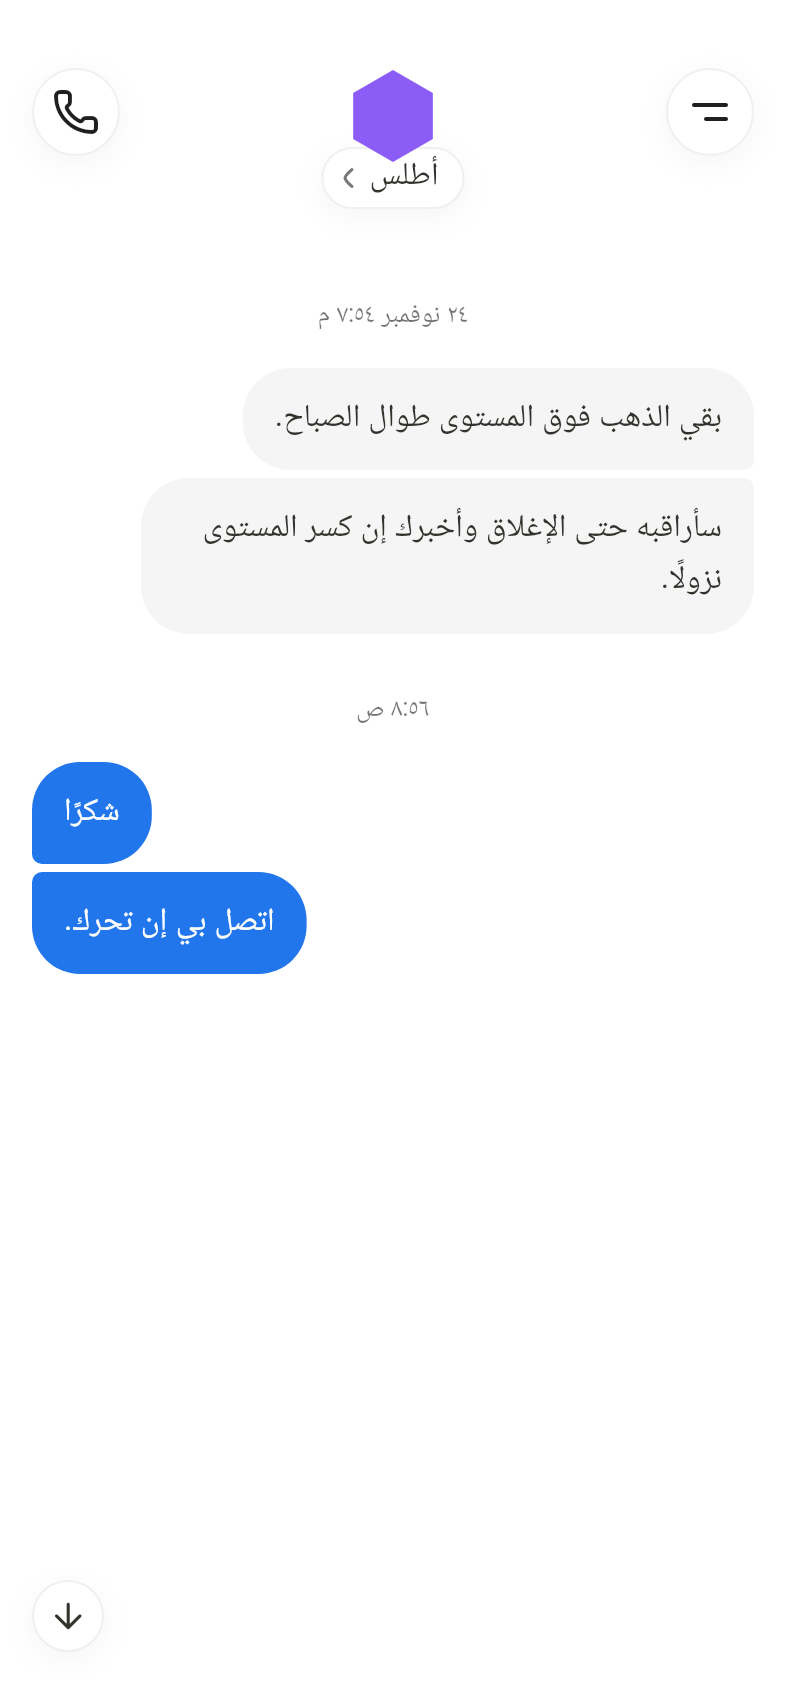 أطلس
٢٤ نوفمبر ٧:٥٤ م
بقي الذهب فوق المستوى طوال الصباح.
سأراقبه حتى الإغلاق وأخبرك إن كسر المستوى
نزولًا.
٨:٥٦ ص
شكرًا
اتصل بي إن تحرك.